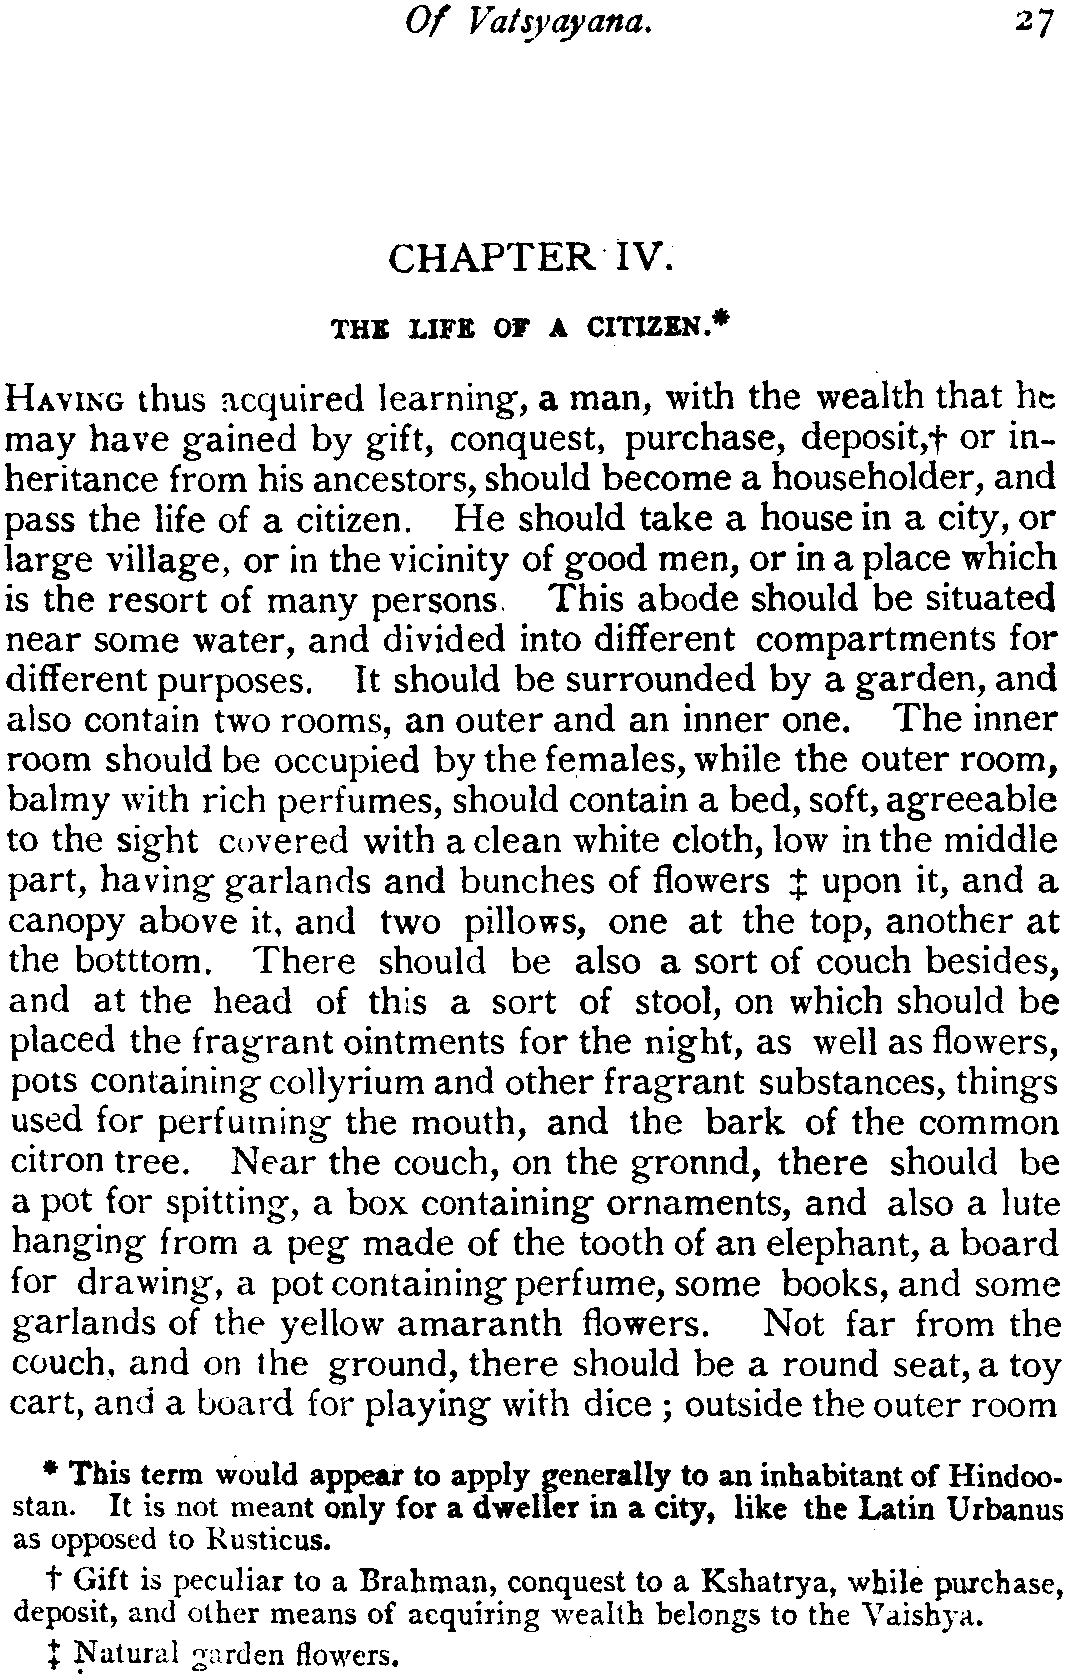 Of Vatsyayana. 27
CHAPTER IV.
THE LIFE OF A CITIZEN.*
HAVING thus acquired learning, a man, with the wealth that he
may have gained by gift, conquest, purchase, deposit,† or in-
heritance from his ancestors, should become a householder, and
pass the life of a citizen. He should take a house in a city, or
large village, or in the vicinity of good men, or in a place which
is the resort of many persons. This abode should be situated
near some water, and divided into different compartments for
different purposes. It should be surrounded by a garden, and
also contain two rooms, an outer and an inner one. The inner
room should be occupied by the females, while the outer room,
balmy with rich perfumes, should contain a bed, soft, agreeable
to the sight covered with a clean white cloth, low in the middle
part, having garlands and bunches of flowers ‡ upon it, and a
canopy above it, and two pillows, one at the top, another at
the botttom. There should be also a sort of couch besides,
and at the head of this a sort of stool, on which should be
placed the fragrant ointments for the night, as well as flowers,
pots containing collyrium and other fragrant substances, things
used for perfuming the mouth, and the bark of the common
citron tree. Near the couch, on the gronnd, there should be
a pot for spitting, a box containing ornaments, and also a lute
hanging from a peg made of the tooth of an elephant, a board
for drawing, a pot containing perfume, some books, and some
garlands of the yellow amaranth flowers. Not far from the
couch, and on the ground, there should be a round seat, a toy
cart, and a board for playing with dice ; outside the outer room
* This term would appear to apply generally to an inhabitant of Hindoo-
stan. It is not meant only for a dweller in a city, like the Latin Urbanus
as opposed to Rusticus.
† Gift is peculiar to a Brahman, conquest to a Kshatrya, while purchase,
deposit, and other means of acquiring wealth belongs to the Vaishya.
‡ Natural garden flowers.